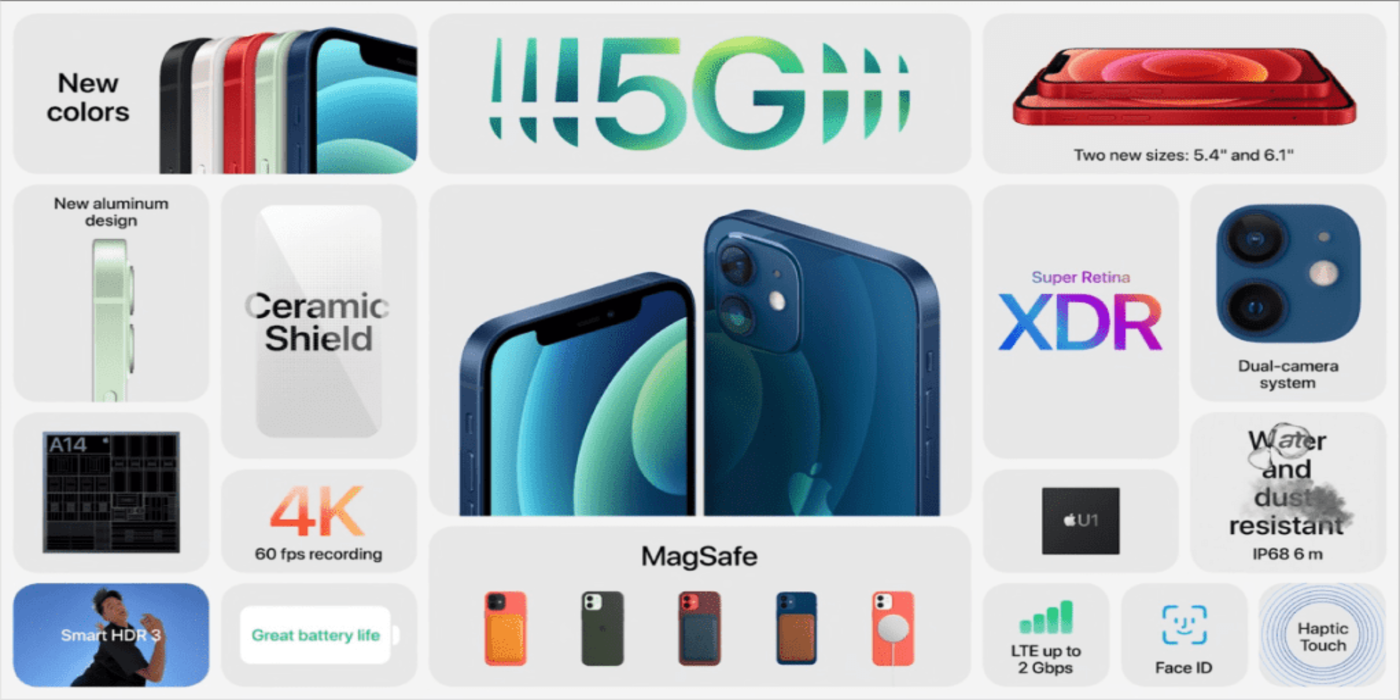 New
colors
5G
Two new sizes: 5.4" and 6.1"
New aluminum
design
Ceramic
Shield
Super Retina
XDR
Dual-camera
system
A14
4K
60 fps recording
MagSafe
U1
Water
and
dust
resistant
IP68 6 m
Smart HDR 3
Great battery life
LTE up to
2 Gbps
Face ID
Haptic
Touch